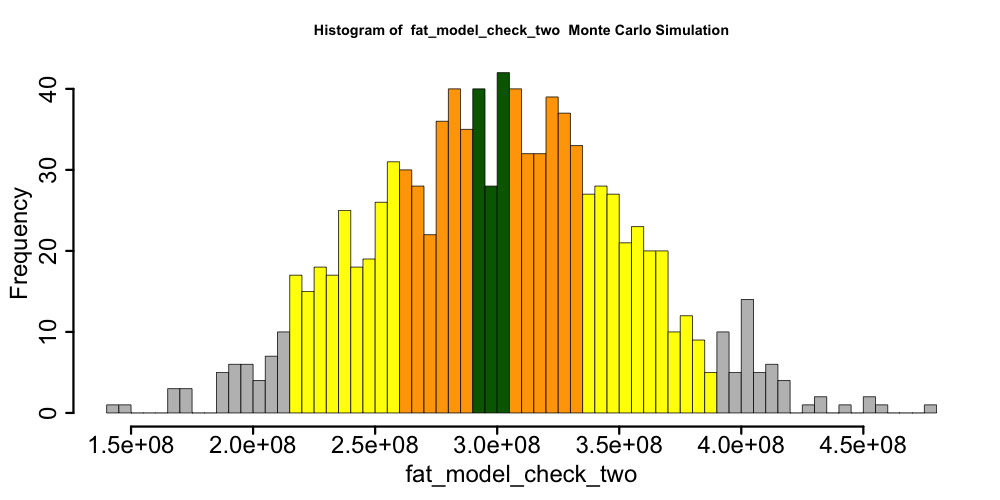 Histogram of  fat_model_check_two  Monte Carlo Simulation
Frequency
40
30
20
10
0
1.5e+08 2.0e+08 2.5e+08 3.0e+08 3.5e+08 4.0e+08 4.5e+08
fat_model_check_two